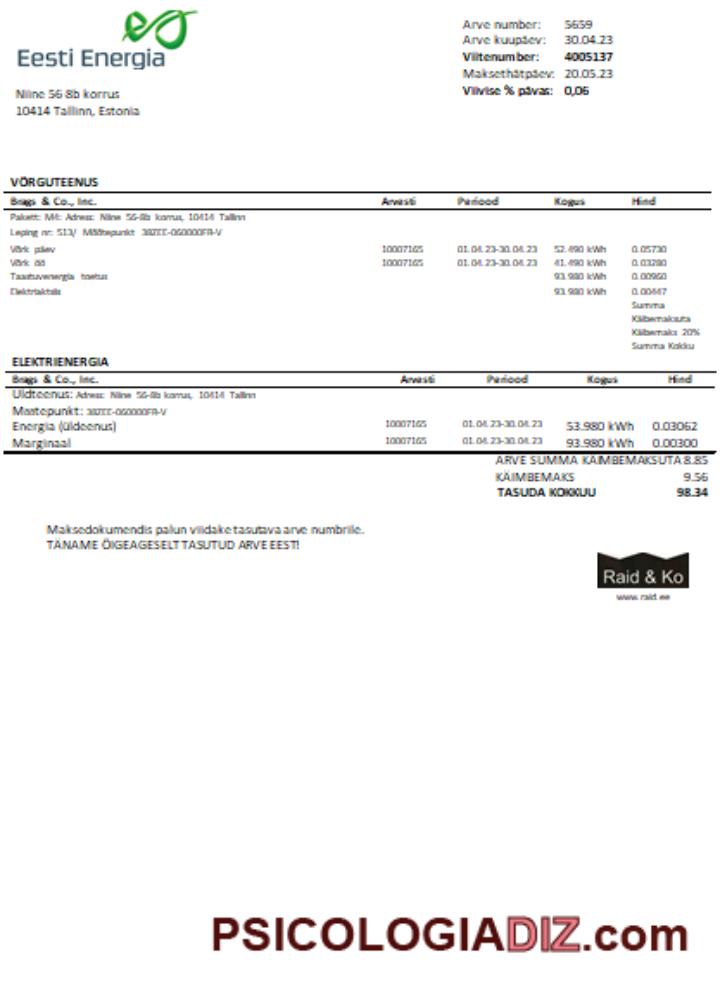 Eesti Energia
Niine 56-8b korrus
10414 Tallinn, Estonia
Arve number: 5659
Arve kuupäev: 30.04.23
Viitenumber: 4005137
Maksethätpäev: 20.05.23
Viivise % pävas: 0,06
VÕRGUTEENUS
Brags & Co., Inc. Arvesti Periood Kogus Hind
Pakett: M4: Adress: Niine 56-8b korrus, 10414 Tallinn
Leping nr: 513/ Mõõtepunkt 38ZEE-060000FR-V
Võrk päev 10007165 01.04.23-30.04.23 52.490 kWh 0.05730
Võrk öö 10007165 01.04.23-30.04.23 41.490 kWh 0.03280
Taastuvenergia toetus 93.980 kWh 0.00960
Elektriaktsiis 93.980 kWh 0.00447
Summa
Käibemaksuta
Käibemaks 20%
Summa Kokku
ELEKTRIENERGIA
Brags & Co., Inc. Arvesti Periood Kogus Hind
Üldteenus: Adress: Niine 56-8b korrus, 10414 Tallinn
Mõõtepunkt: 38ZEE-060000FR-V
Energia (üldeenus) 10007165 01.04.23-30.04.23 53.980 kWh 0.03062
Marginaal 10007165 01.04.23-30.04.23 93.980 kWh 0.00300
ARVE SUMMA KAIMBEMAKSUTA 8.85
KÄIMBEMAKS 9.56
TASUDA KOKKUU 98.34
Maksedokumendis palun viidake tasutava arve numbrile.
TÄNAME ÕIGEAGESELT TASUTUD ARVE EEST!
Raid & Ko
www.raid.ee
PSICOLOGIADIZ.com